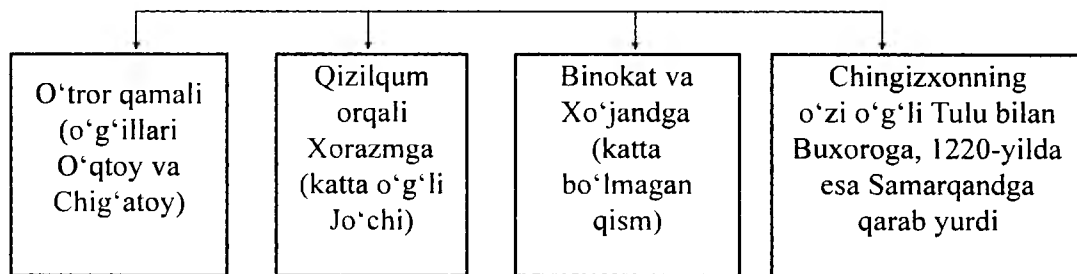 O‘tror qamali
(o‘g‘illari
O‘qtoy va
Chig‘atoy)
Qizilqum
orqali
Xorazmga
(katta o‘g‘li
Jo‘chi)
Binokat va
Xo‘jandga
(katta
bo‘lmagan
qism)
Chingizxonning
o‘zi o‘g‘li Tulu bilan
Buxoroga, 1220-yilda
esa Samarqandga
qarab yurdi